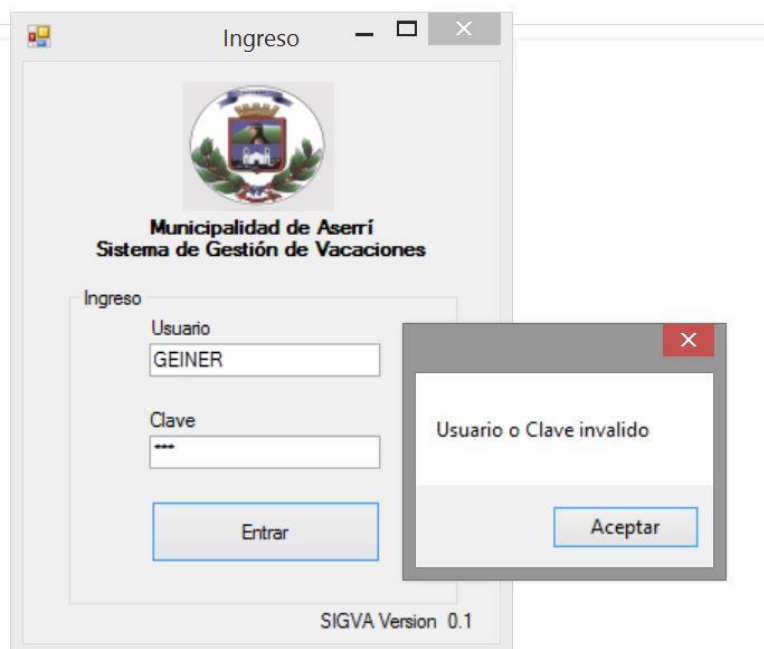 Ingreso
Municipalidad de Aserrí
Sistema de Gestión de Vacaciones
Ingreso
Usuario
GEINER
Clave
***
Entrar
SIGVA Version 0.1
Usuario o Clave invalido
Aceptar